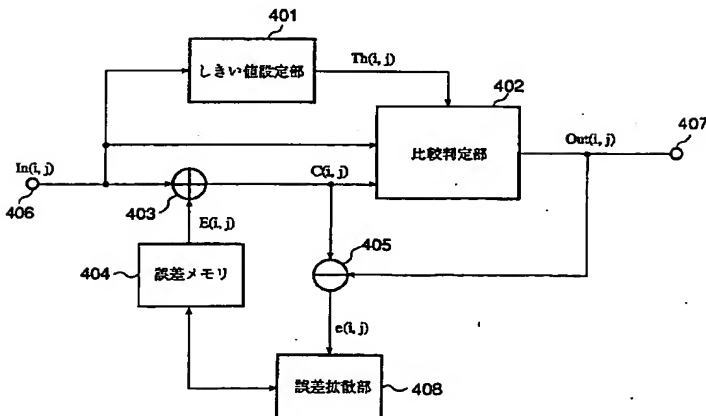 401
しきい値設定部
Th(i, j)
402
比較判定部
Out(i, j)
407
In(i, j)
406
403
C(i, j)
E(i, j)
405
404
誤差メモリ
e(i, j)
誤差拡散部
408